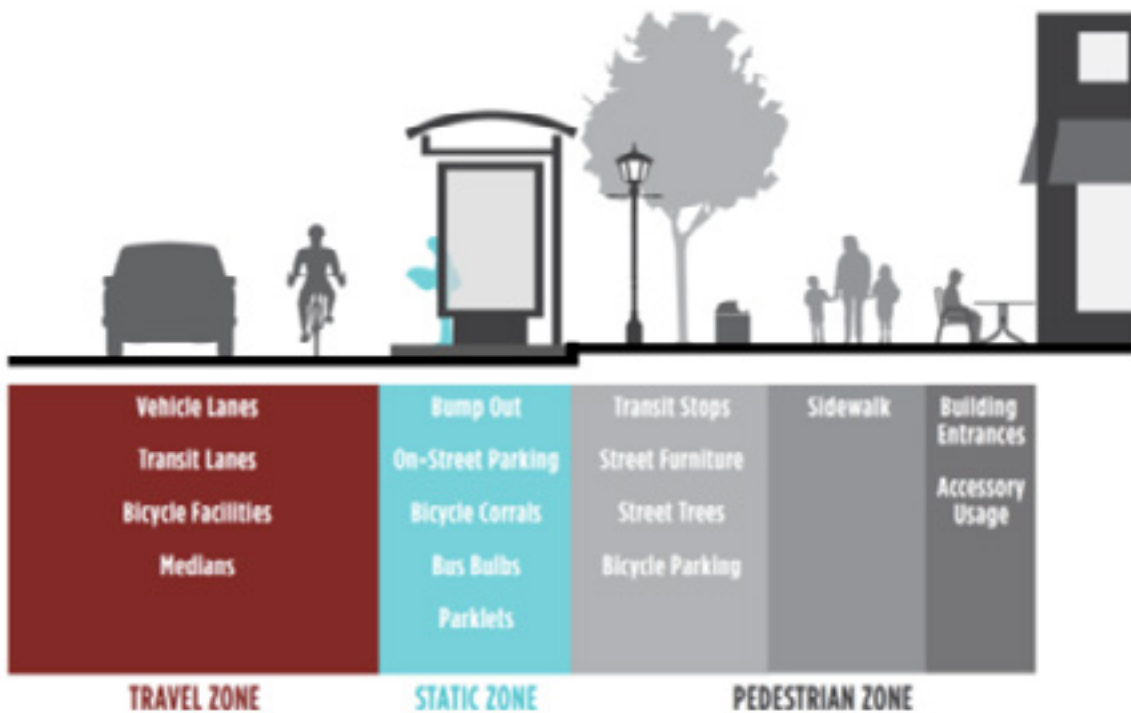 Vehicle Lanes
Transit Lanes
Bicycle Facilities
Medians
Bump Out
On-Street Parking
Bicycle Corrals
Bus Bulbs
Parklets
Transit Stops
Street Furniture
Street Trees
Bicycle Parking
Sidewalk
Building
Entrances
Accessory
Usage
TRAVEL ZONE
STATIC ZONE
PEDESTRIAN ZONE